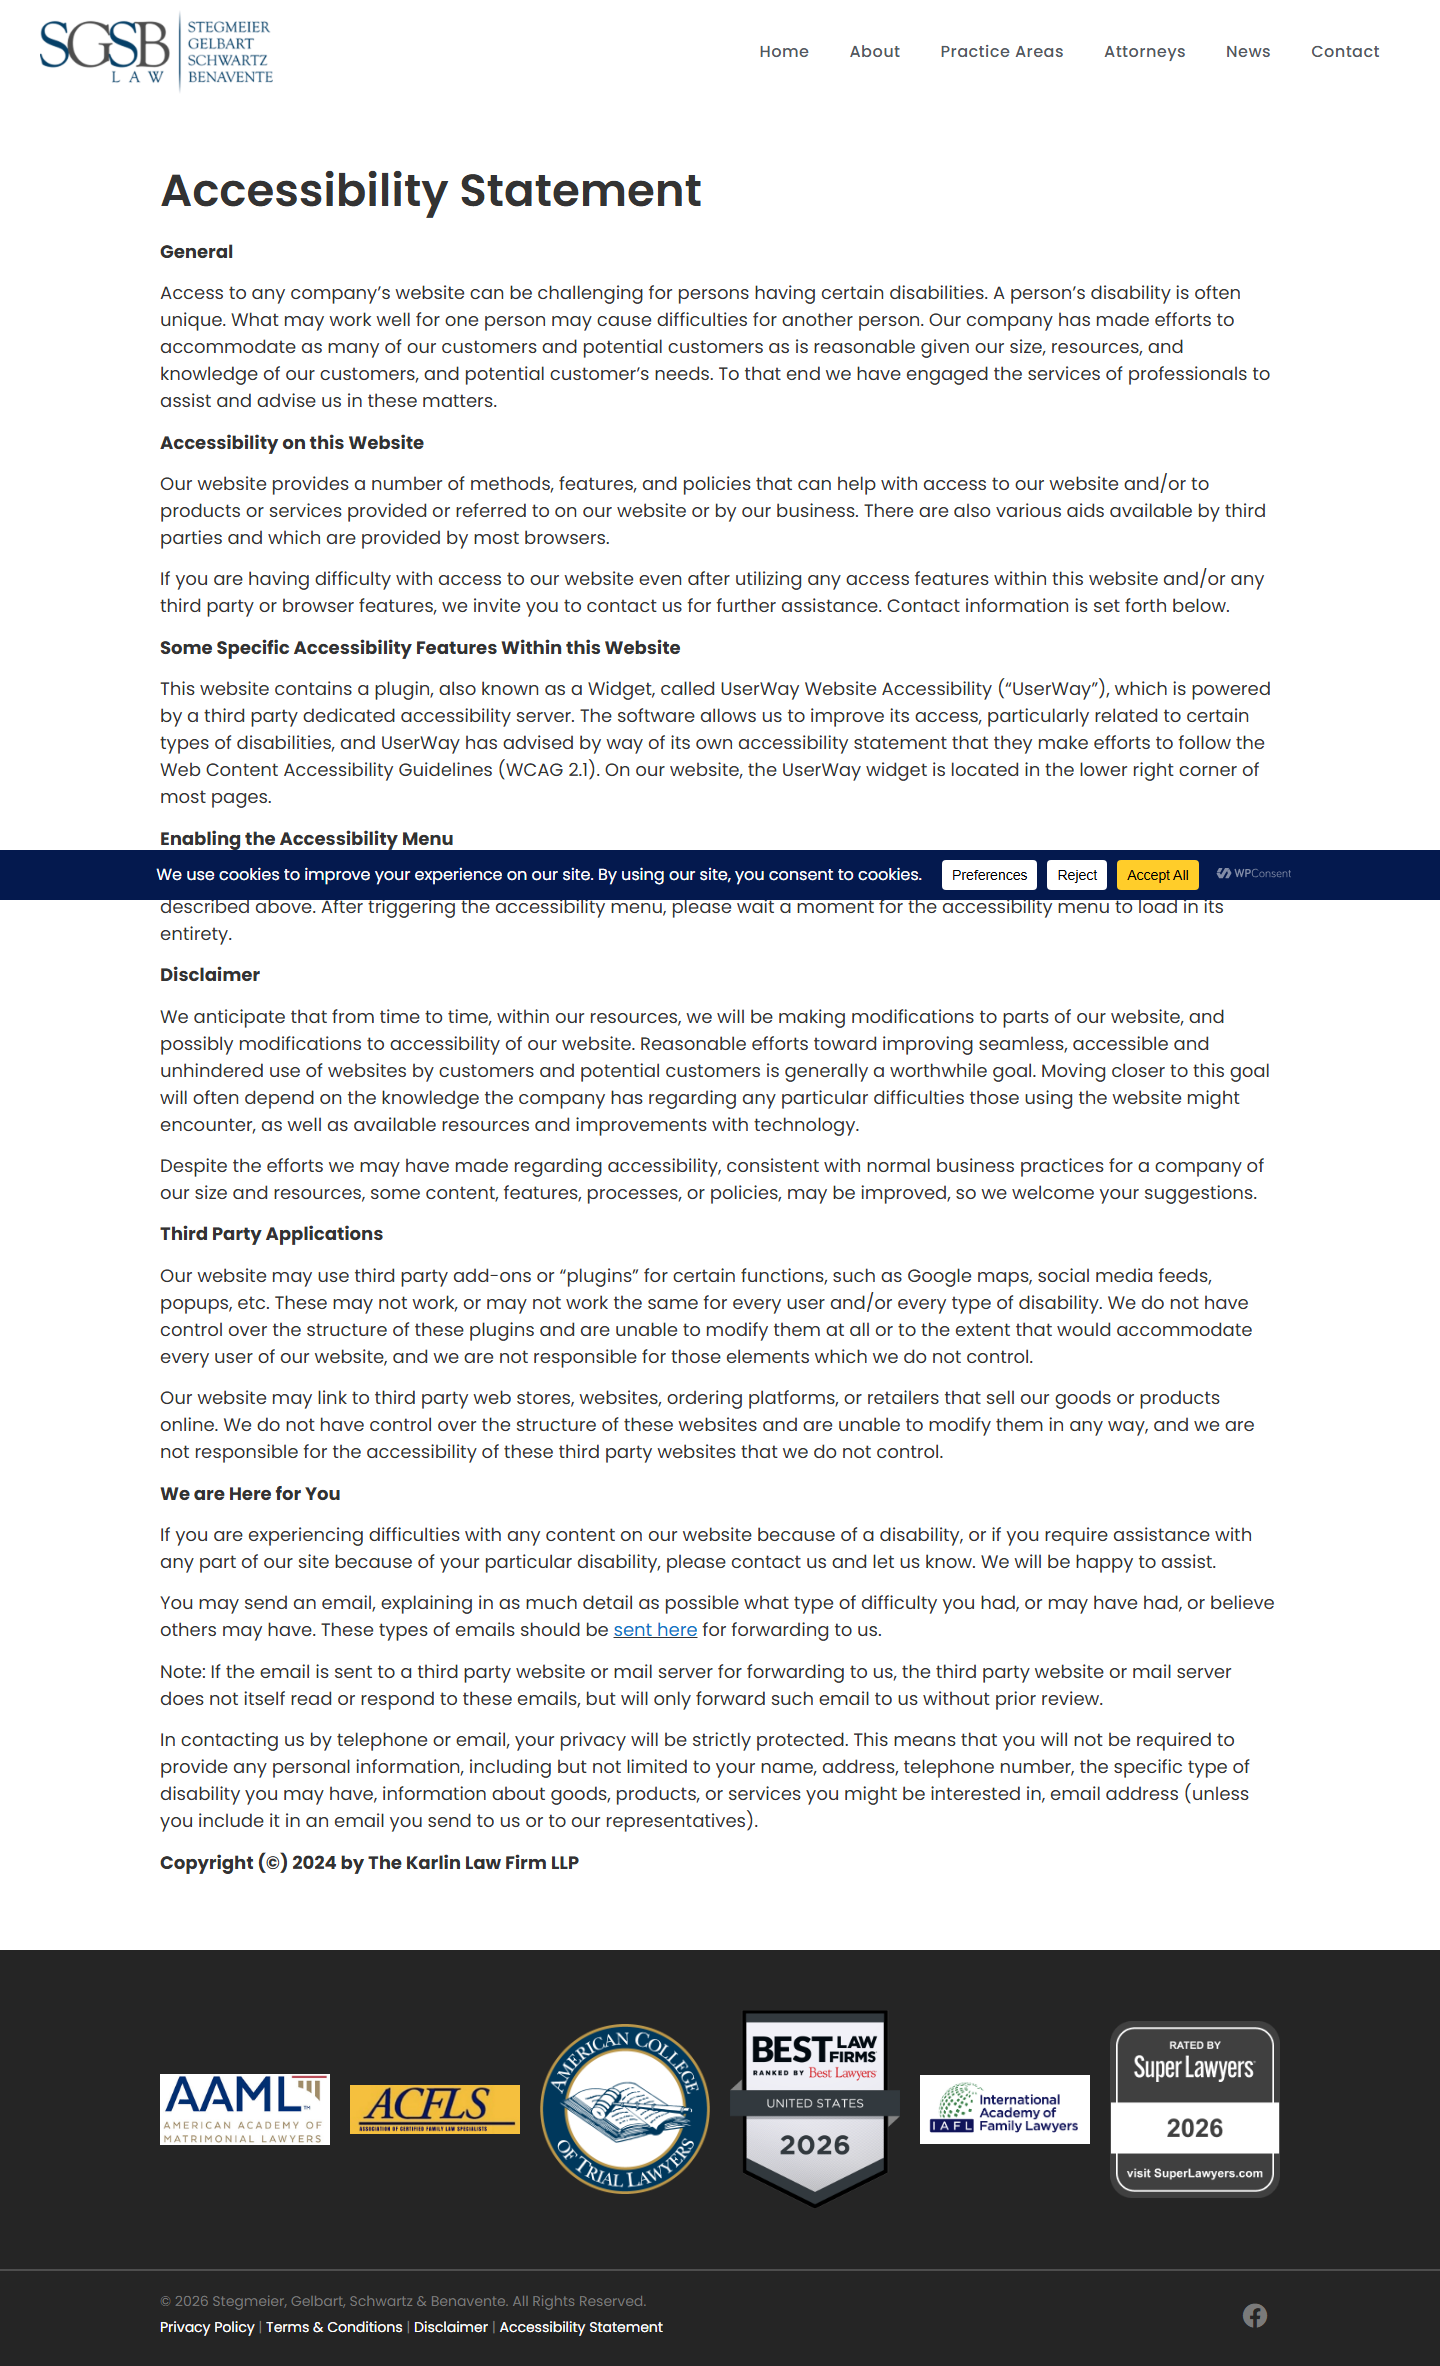 SGSB
LAW
STEGMEIER
GELBART
SCHWARTZ
BENAVENTE
Home
About
Practice Areas
Attorneys
News
Contact
Accessibility Statement
General
Access to any company’s website can be challenging for persons having certain disabilities. A person’s disability is often
unique. What may work well for one person may cause difficulties for another person. Our company has made efforts to
accommodate as many of our customers and potential customers as is reasonable given our size, resources, and
knowledge of our customers, and potential customer’s needs. To that end we have engaged the services of professionals to
assist and advise us in these matters.
Accessibility on this Website
Our website provides a number of methods, features, and policies that can help with access to our website and/or to
products or services provided or referred to on our website or by our business. There are also various aids available by third
parties and which are provided by most browsers.
If you are having difficulty with access to our website even after utilizing any access features within this website and/or any
third party or browser features, we invite you to contact us for further assistance. Contact information is set forth below.
Some Specific Accessibility Features Within this Website
This website contains a plugin, also known as a Widget, called UserWay Website Accessibility (“UserWay”), which is powered
by a third party dedicated accessibility server. The software allows us to improve its access, particularly related to certain
types of disabilities, and UserWay has advised by way of its own accessibility statement that they make efforts to follow the
Web Content Accessibility Guidelines (WCAG 2.1). On our website, the UserWay widget is located in the lower right corner of
most pages.
Enabling the Accessibility Menu
We use cookies to improve your experience on our site. By using our site, you consent to cookies.
Preferences
Reject
Accept All
WPConsent
described above. After triggering the accessibility menu, please wait a moment for the accessibility menu to load in its
entirety.
Disclaimer
We anticipate that from time to time, within our resources, we will be making modifications to parts of our website, and
possibly modifications to accessibility of our website. Reasonable efforts toward improving seamless, accessible and
unhindered use of websites by customers and potential customers is generally a worthwhile goal. Moving closer to this goal
will often depend on the knowledge the company has regarding any particular difficulties those using the website might
encounter, as well as available resources and improvements with technology.
Despite the efforts we may have made regarding accessibility, consistent with normal business practices for a company of
our size and resources, some content, features, processes, or policies, may be improved, so we welcome your suggestions.
Third Party Applications
Our website may use third party add-ons or “plugins” for certain functions, such as Google maps, social media feeds,
popups, etc. These may not work, or may not work the same for every user and/or every type of disability. We do not have
control over the structure of these plugins and are unable to modify them at all or to the extent that would accommodate
every user of our website, and we are not responsible for those elements which we do not control.
Our website may link to third party web stores, websites, ordering platforms, or retailers that sell our goods or products
online. We do not have control over the structure of these websites and are unable to modify them in any way, and we are
not responsible for the accessibility of these third party websites that we do not control.
We are Here for You
If you are experiencing difficulties with any content on our website because of a disability, or if you require assistance with
any part of our site because of your particular disability, please contact us and let us know. We will be happy to assist.
You may send an email, explaining in as much detail as possible what type of difficulty you had, or may have had, or believe
others may have. These types of emails should be sent here for forwarding to us.
Note: If the email is sent to a third party website or mail server for forwarding to us, the third party website or mail server
does not itself read or respond to these emails, but will only forward such email to us without prior review.
In contacting us by telephone or email, your privacy will be strictly protected. This means that you will not be required to
provide any personal information, including but not limited to your name, address, telephone number, the specific type of
disability you may have, information about goods, products, or services you might be interested in, email address (unless
you include it in an email you send to us or to our representatives).
Copyright (©) 2024 by The Karlin Law Firm LLP
AAML™
AMERICAN ACADEMY OF
MATRIMONIAL LAWYERS
ACFLS
ASSOCIATION OF CERTIFIED FAMILY LAW SPECIALISTS
AMERICAN COLLEGE
OF TRIAL LAWYERS
BEST LAW FIRMS
RANKED BY Best Lawyers
UNITED STATES
2026
IAFL
International
Academy of
Family Lawyers
RATED BY
Super Lawyers
2026
visit SuperLawyers.com
© 2026 Stegmeier, Gelbart, Schwartz & Benavente. All Rights Reserved.
Privacy Policy | Terms & Conditions | Disclaimer | Accessibility Statement